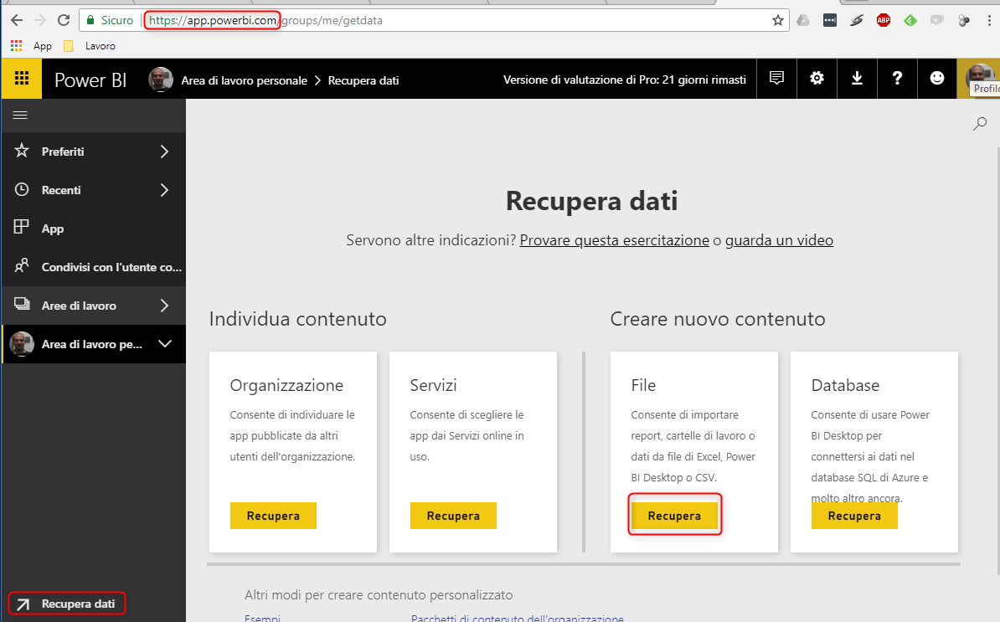 Sicuro https://app.powerbi.com/groups/me/getdata
ABP
App Lavoro
Power BI Area di lavoro personale Recupera dati Versione di valutazione di Pro: 21 giorni rimasti ?
Profilo
Preferiti
Recenti
App
Condivisi con l'utente co...
Aree di lavoro
Area di lavoro pe...
Recupera dati
Recupera dati
Servono altre indicazioni? Provare questa esercitazione o guarda un video
Individua contenuto
Organizzazione
Consente di individuare le
app pubblicate da altri
utenti dell'organizzazione.
Recupera
Servizi
Consente di scegliere le
app dai Servizi online in
uso.
Recupera
Creare nuovo contenuto
File
Consente di importare
report, cartelle di lavoro o
dati da file di Excel, Power
BI Desktop o CSV.
Recupera
Database
Consente di usare Power
BI Desktop per
connettersi ai dati nel
database SQL di Azure e
molto altro ancora.
Recupera
Altri modi per creare contenuto personalizzato
Esempi Pacchetti di contenuto dell'organizzazione